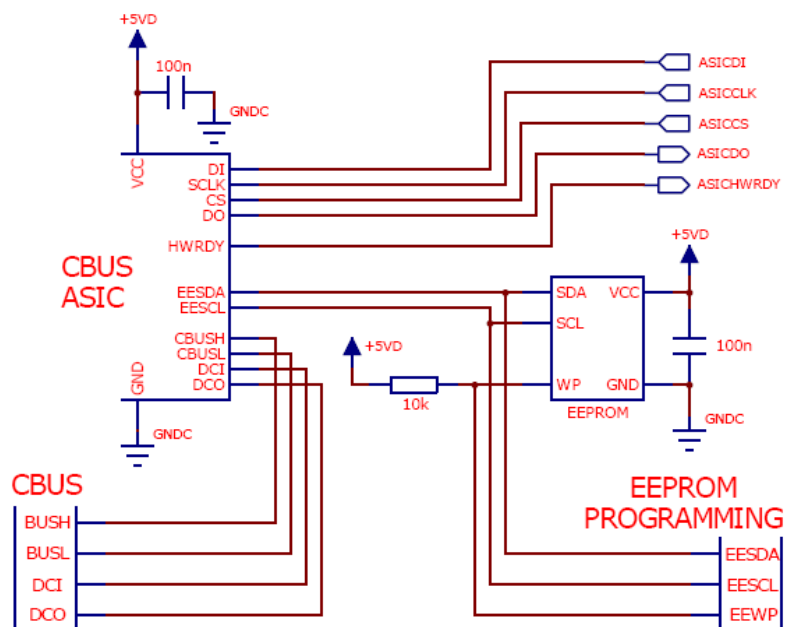 +5VD
100n
GNDC
VCC
DI
SCLK
CS
DO
HWRDY
CBUS
ASIC
EESDA
EESCL
CBUSH
CBUSL
DCI
DCO
GND
GNDC
ASICDI
ASICCLK
ASICCS
ASICDO
ASICHWRDY
+5VD
SDA
VCC
SCL
WP
GND
EEPROM
100n
GNDC
+5VD
10k
CBUS
BUSH
BUSL
DCI
DCO
EEPROM
PROGRAMMING
EESDA
EESCL
EEWP